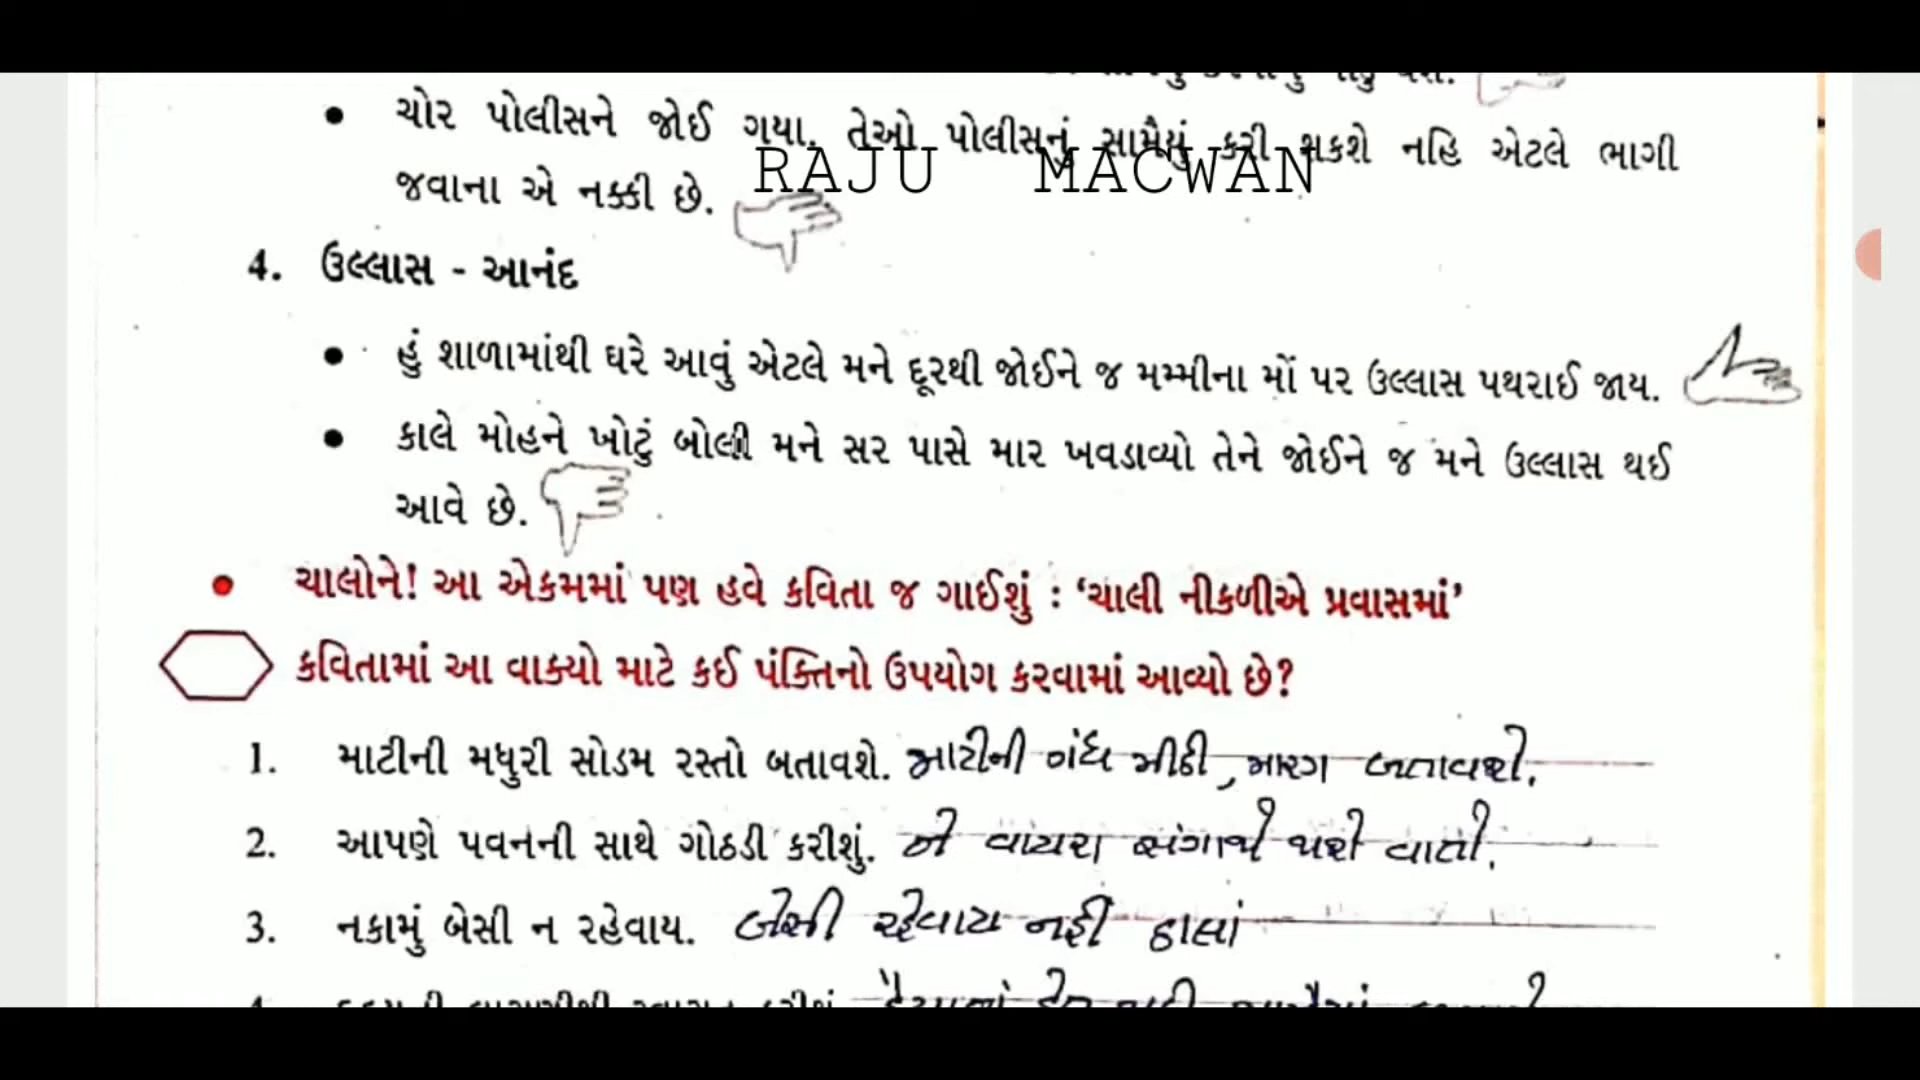 ચોર પોલીસને જોઈ ગયા. તેઓ પોલીસનું સામૈયું કરી શકશે નહિ એટલે ભાગી
RAJU MACWAN
જવાના એ નક્કી છે.
4. ઉલ્લાસ - આનંદ
• હું શાળામાંથી ઘરે આવું એટલે મને દૂરથી જોઈને જ મમ્મીના મોં પર ઉલ્લાસ પથરાઈ જાય.
• કાલે મોહને ખોટું બોલી મને સર પાસે માર ખવડાવ્યો તેને જોઈને જ મને ઉલ્લાસ થઈ
આવે છે.
• ચાલોને! આ એકમમાં પણ હવે કવિતા જ ગાઈશું : ‘ચાલી નીકળીએ પ્રવાસમાં’
કવિતામાં આ વાક્યો માટે કઈ પંક્તિનો ઉપયોગ કરવામાં આવ્યો છે?
1. માટીની મધુરી સોડમ રસ્તો બતાવશે. માટીની ગંધ મીઠી, મારગ બતાવશે.
2. આપણે પવનની સાથે ગોઠડી કરીશું. ને વાયરા સંગાથે થશે વાતો.
3. નકામું બેસી ન રહેવાય. બેસી રહેવાય નહીં ઠાલાં